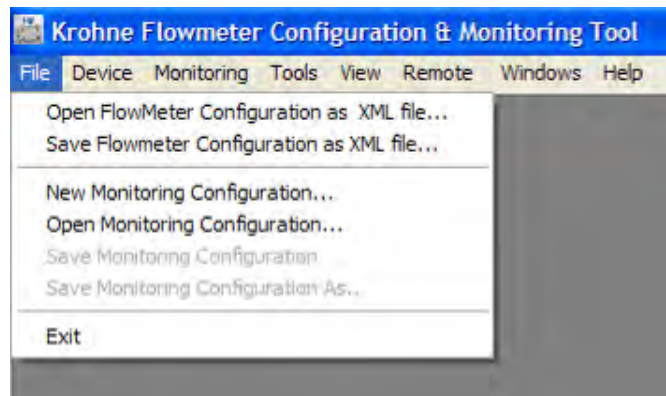 Krohne Flowmeter Configuration & Monitoring Tool
File Device Monitoring Tools View Remote Windows Help
Open FlowMeter Configuration as XML file...
Save Flowmeter Configuration as XML file...
New Monitoring Configuration...
Open Monitoring Configuration...
Save Monitoring Configuration
Save Monitoring Configuration As..
Exit